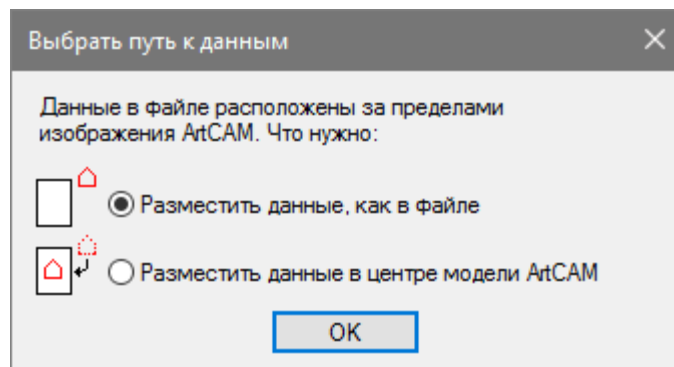 Выбрать путь к данным
Данные в файле расположены за пределами
изображения ArtCAM. Что нужно:
Разместить данные, как в файле
Разместить данные в центре модели ArtCAM
OK